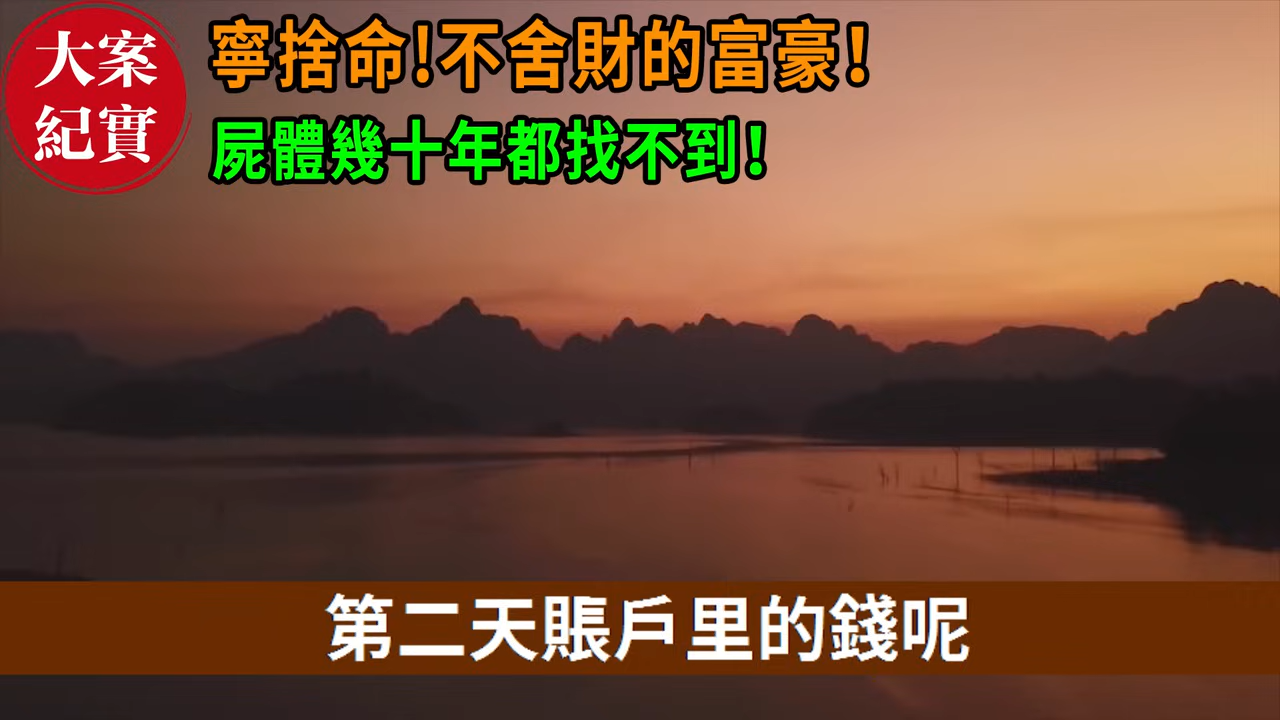 大案
紀實
寧捨命!不舍財的富豪!
屍體幾十年都找不到!
第二天賬戶里的錢呢